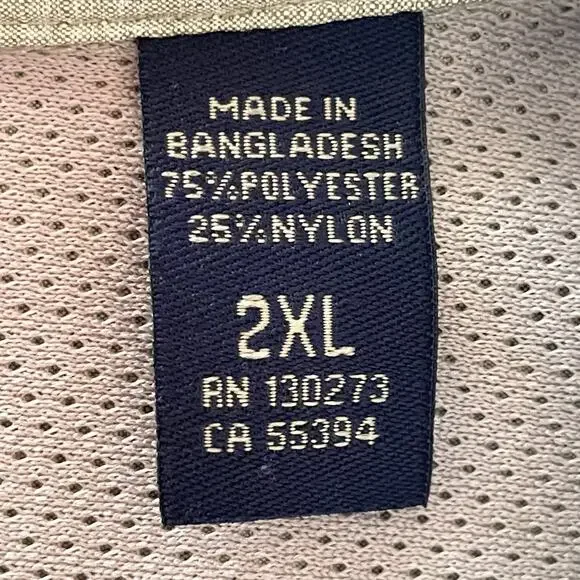 MADE IN
BANGLADESH
75%POLYESTER
25%NYLON
2XL
RN 130273
CA 55394